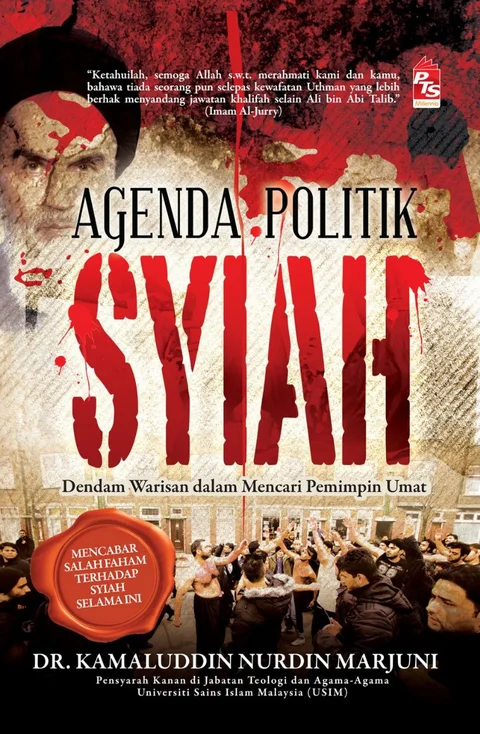 “Ketahuilah, semoga Allah s.w.t. merahmati kami dan kamu,
bahawa tiada seorang pun selepas kewafatan Uthman yang lebih
berhak menyandang jawatan khalifah selain Ali bin Abi Talib.”
(Imam Al-Jurry)
PTS
Millennia
AGENDA POLITIK
SYIAH
Dendam Warisan dalam Mencari Pemimpin Umat
MENCABAR
SALAH FAHAM
TERHADAP
SYIAH
SELAMA INI
DR. KAMALUDDIN NURDIN MARJUNI
Pensyarah Kanan di Jabatan Teologi dan Agama-Agama
Universiti Sains Islam Malaysia (USIM)